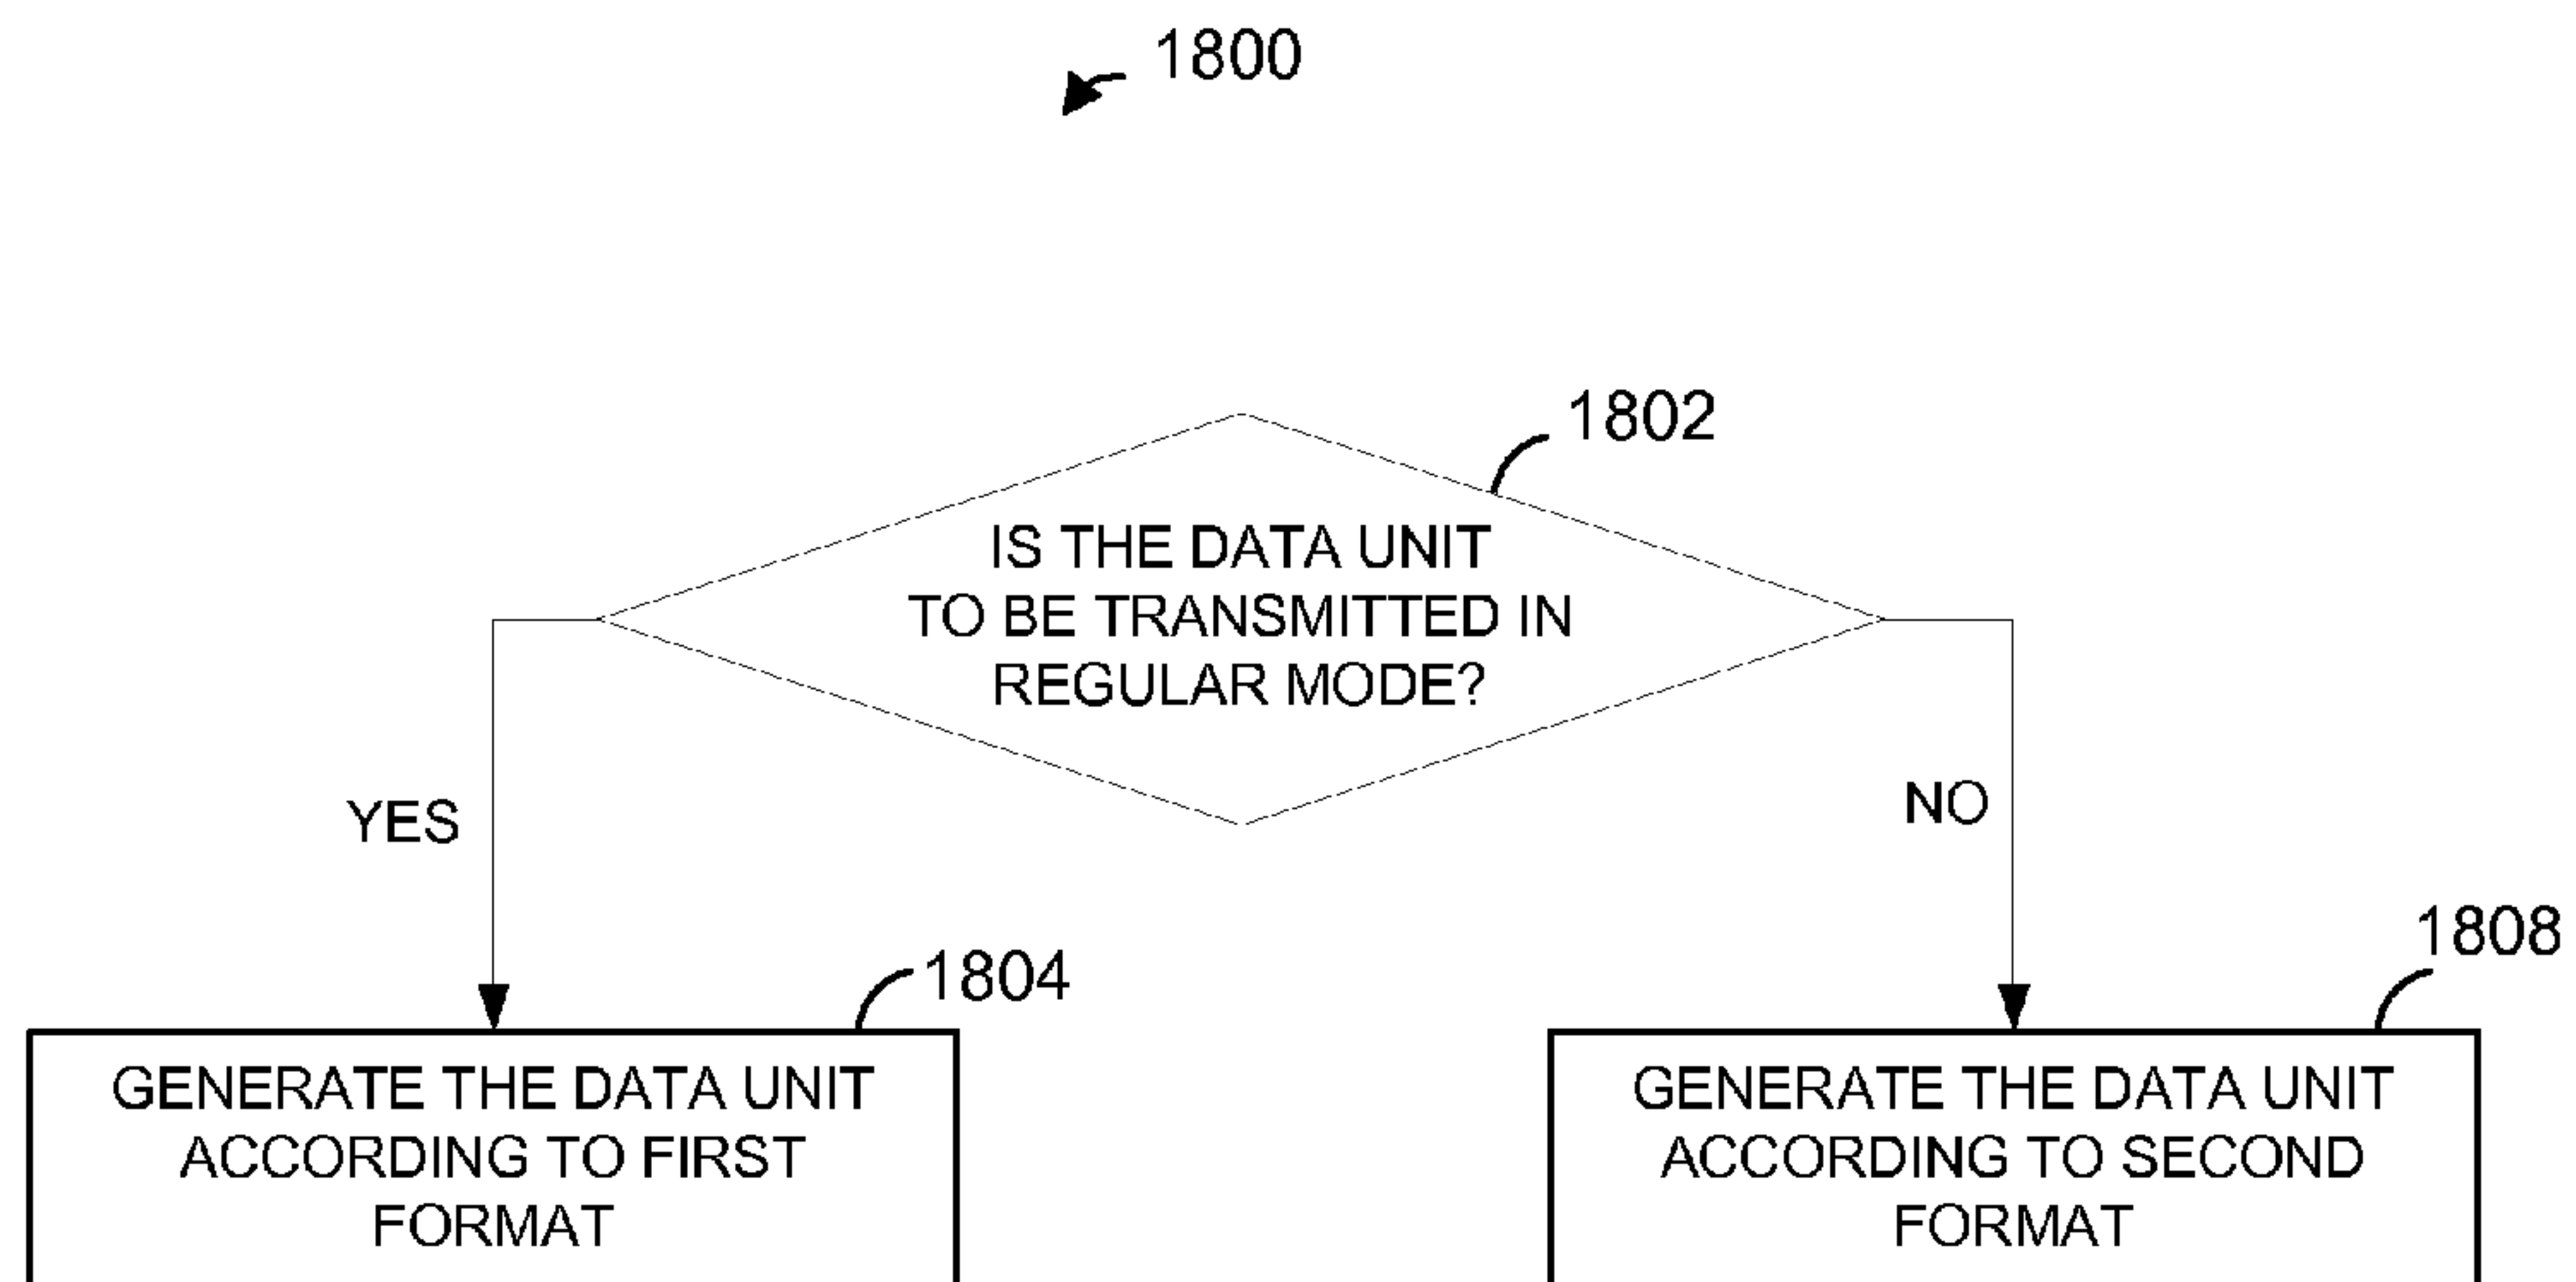 1800
1802
IS THE DATA UNIT
TO BE TRANSMITTED IN
REGULAR MODE?
YES
NO
1804
1808
GENERATE THE DATA UNIT
ACCORDING TO FIRST
FORMAT
GENERATE THE DATA UNIT
ACCORDING TO SECOND
FORMAT